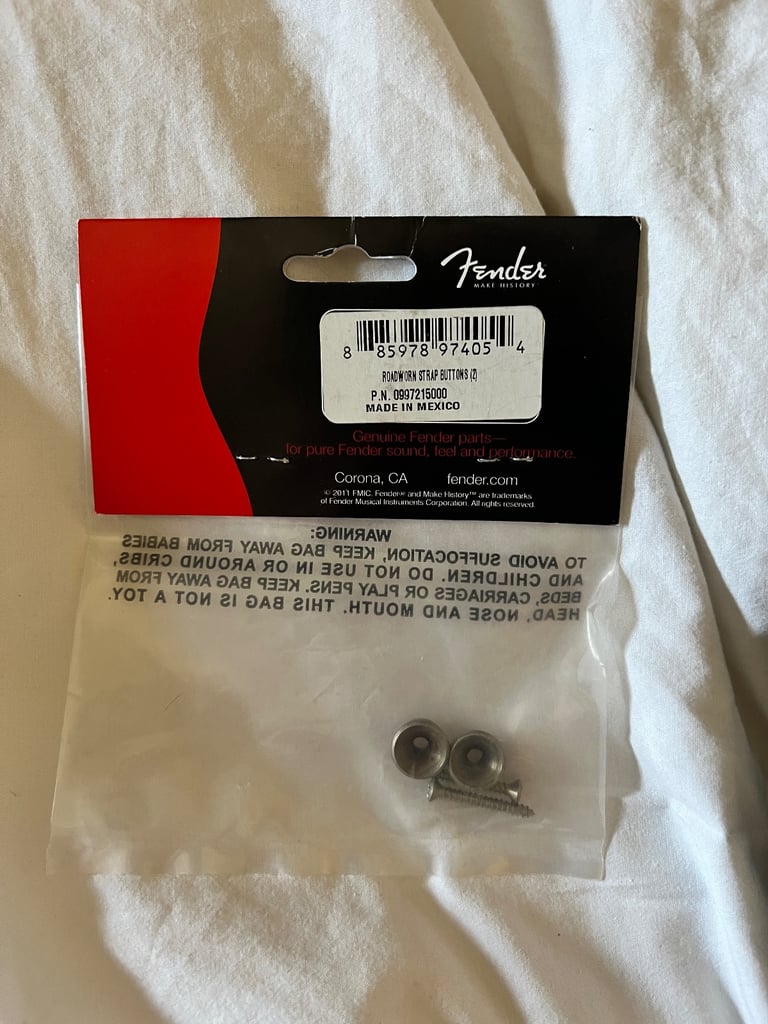 Fender
MAKE HISTORY™
8 85978 97405 4
ROADWORN STRAP BUTTONS (2)
P.N. 0997215000
MADE IN MEXICO
Genuine Fender parts—
for pure Fender sound, feel and performance.
Corona, CA fender.com
© 2011 FMIC. Fender® and Make History™ are trademarks
of Fender Musical Instruments Corporation. All rights reserved.
WARNING:
TO AVOID SUFFOCATION, KEEP BAG AWAY FROM BABIES
AND CHILDREN. DO NOT USE IN OR AROUND CRIBS,
BEDS, CARRIAGES OR PLAY PENS. KEEP BAG AWAY FROM
HEAD, NOSE AND MOUTH. THIS BAG IS NOT A TOY.